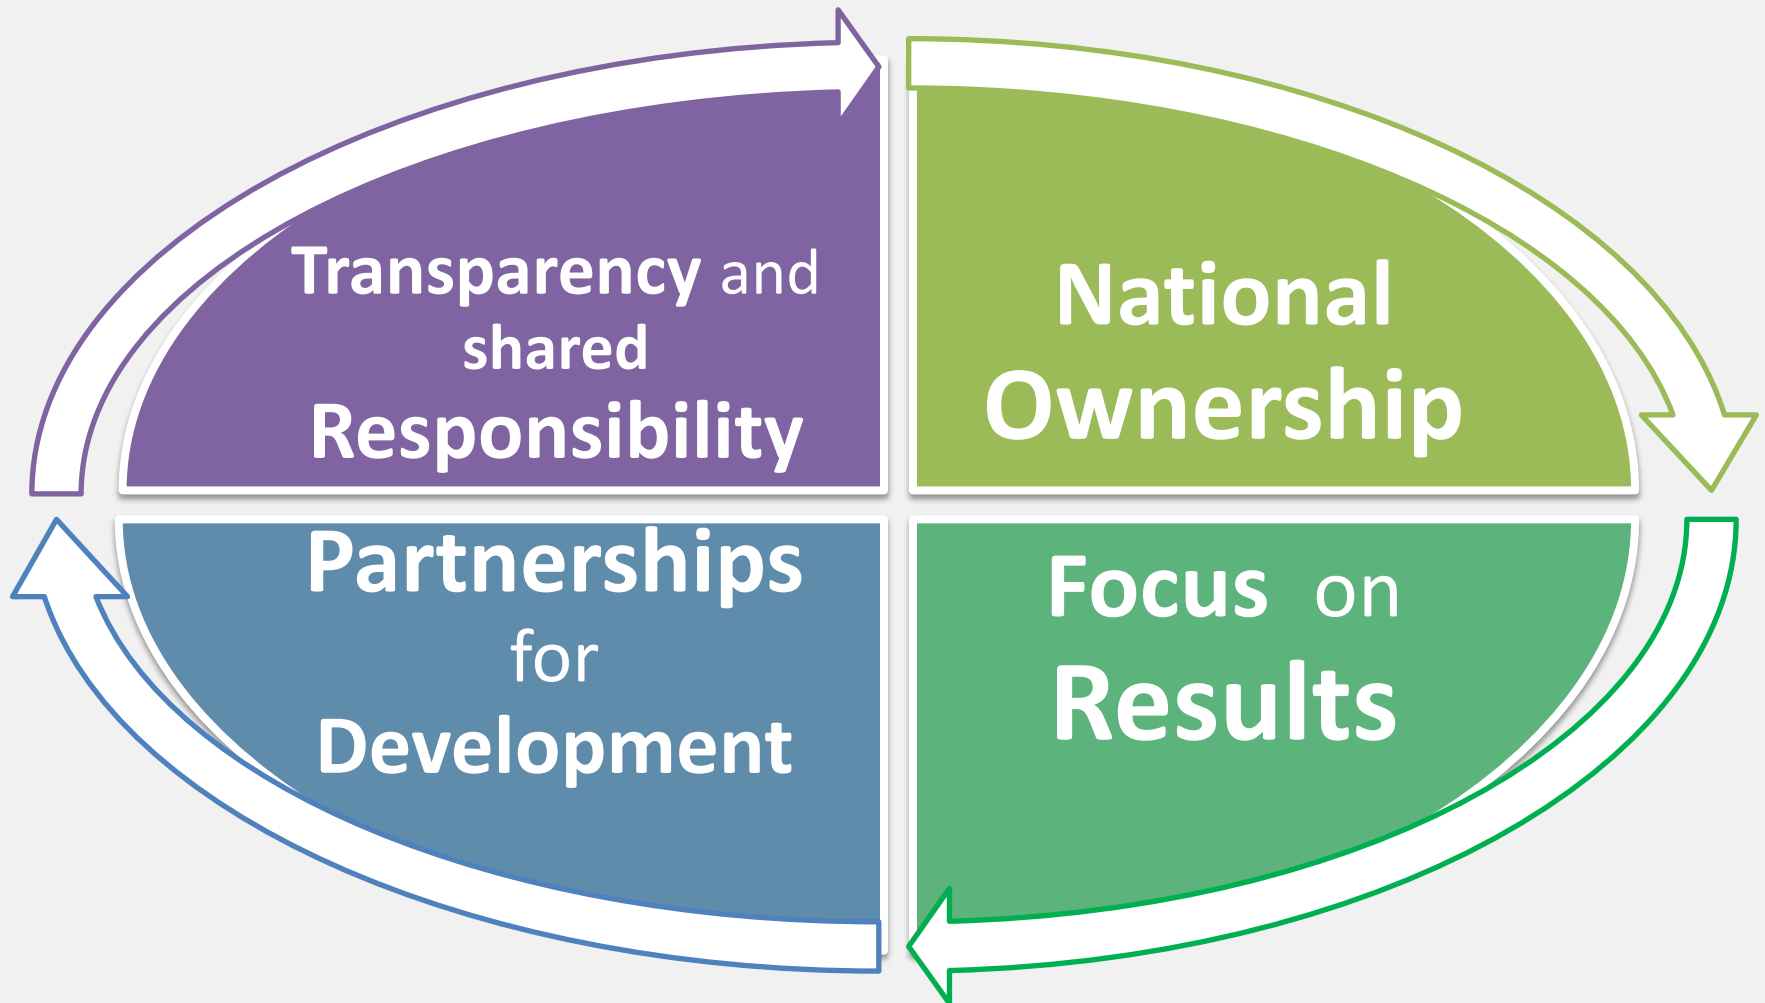 Transparency and
shared
Responsibility
National
Ownership
Partnerships
for
Development
Focus on
Results